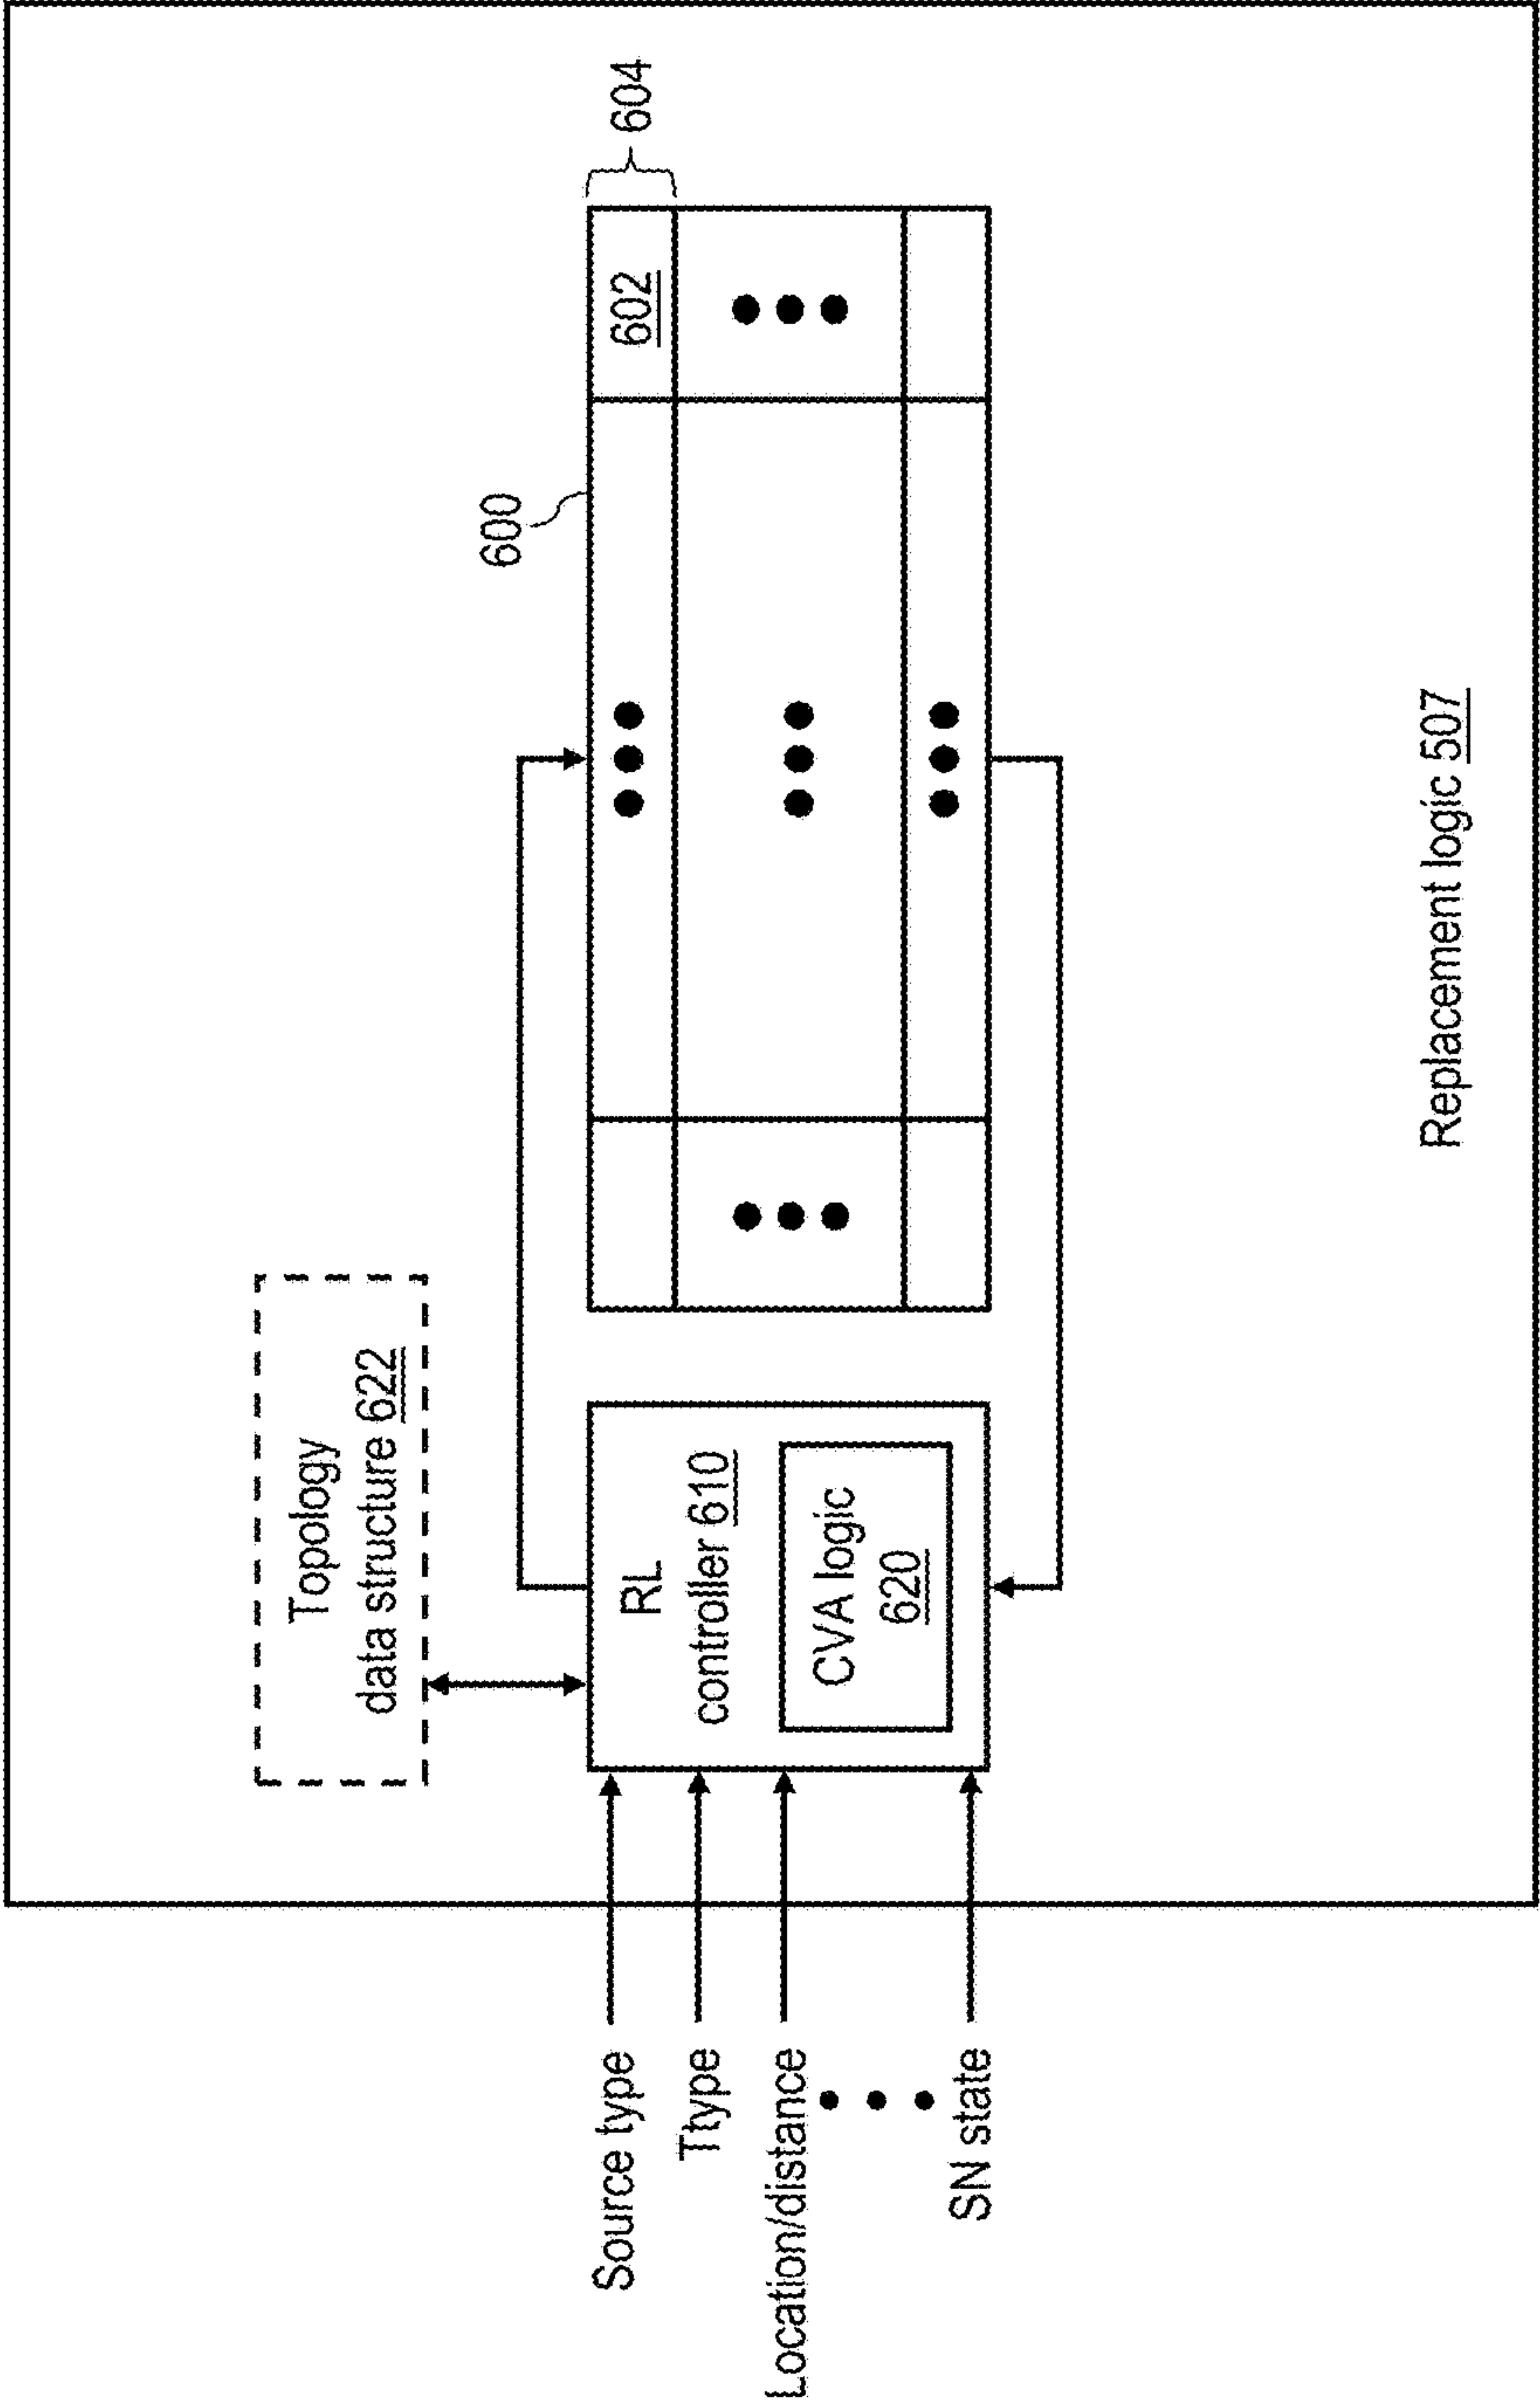 Topology
data structure 622
600
604
602
Source type
Ttype
Location/distance
SN state
RL
controller 610
CVA logic
620
Replacement logic 507